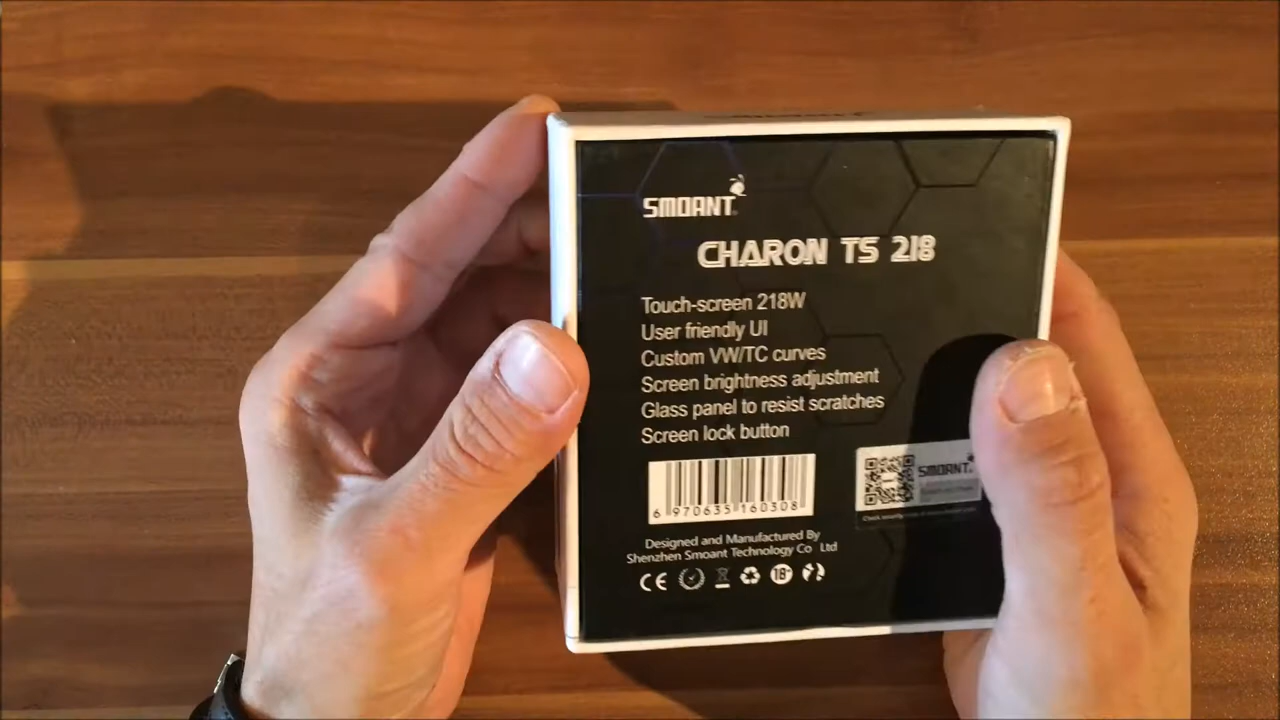 SMOANT
CHARON TS 218
Touch-screen 218W
User friendly UI
Custom VW/TC curves
Screen brightness adjustment
Glass panel to resist scratches
Screen lock button
6 970635 160308
SMOANT
Designed and Manufactured By
Shenzhen Smoant Technology Co Ltd
CE
18+